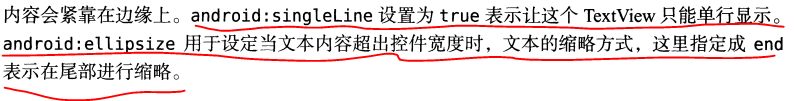 内容会紧靠在边缘上。android:singleLine 设置为 true 表示让这个 TextView 只能单行显示。
android:ellipsize 用于设定当文本内容超出控件宽度时，文本的缩略方式，这里指定成 end
表示在尾部进行缩略。